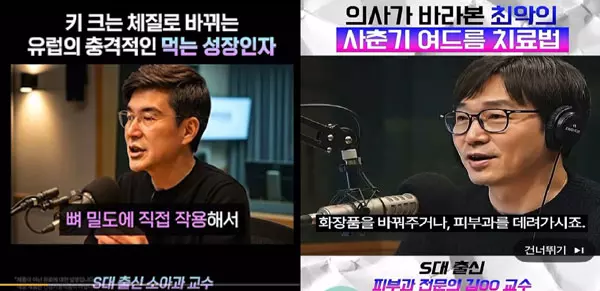 키 크는 체질로 바뀌는
유럽의 충격적인 먹는 성장인자
뼈 밀도에 직접 작용해서
S대 출신 소아과 교수
의사가 바라본 최악의
사춘기 여드름 치료법
화장품을 바꿔주거나, 피부과를 데려가시죠.
건너뛰기
S대 출신
피부과 전문의 김OO 교수